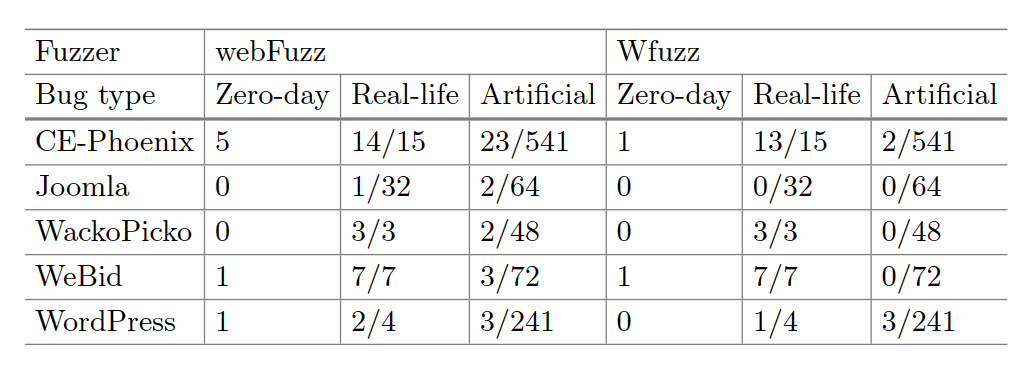 Fuzzer webFuzz Wfuzz
Bug type Zero-day Real-life Artificial Zero-day Real-life Artificial
CE-Phoenix 5 14/15 23/541 1 13/15 2/541
Joomla 0 1/32 2/64 0 0/32 0/64
WackoPicko 0 3/3 2/48 0 3/3 0/48
WeBid 1 7/7 3/72 1 7/7 0/72
WordPress 1 2/4 3/241 0 1/4 3/241